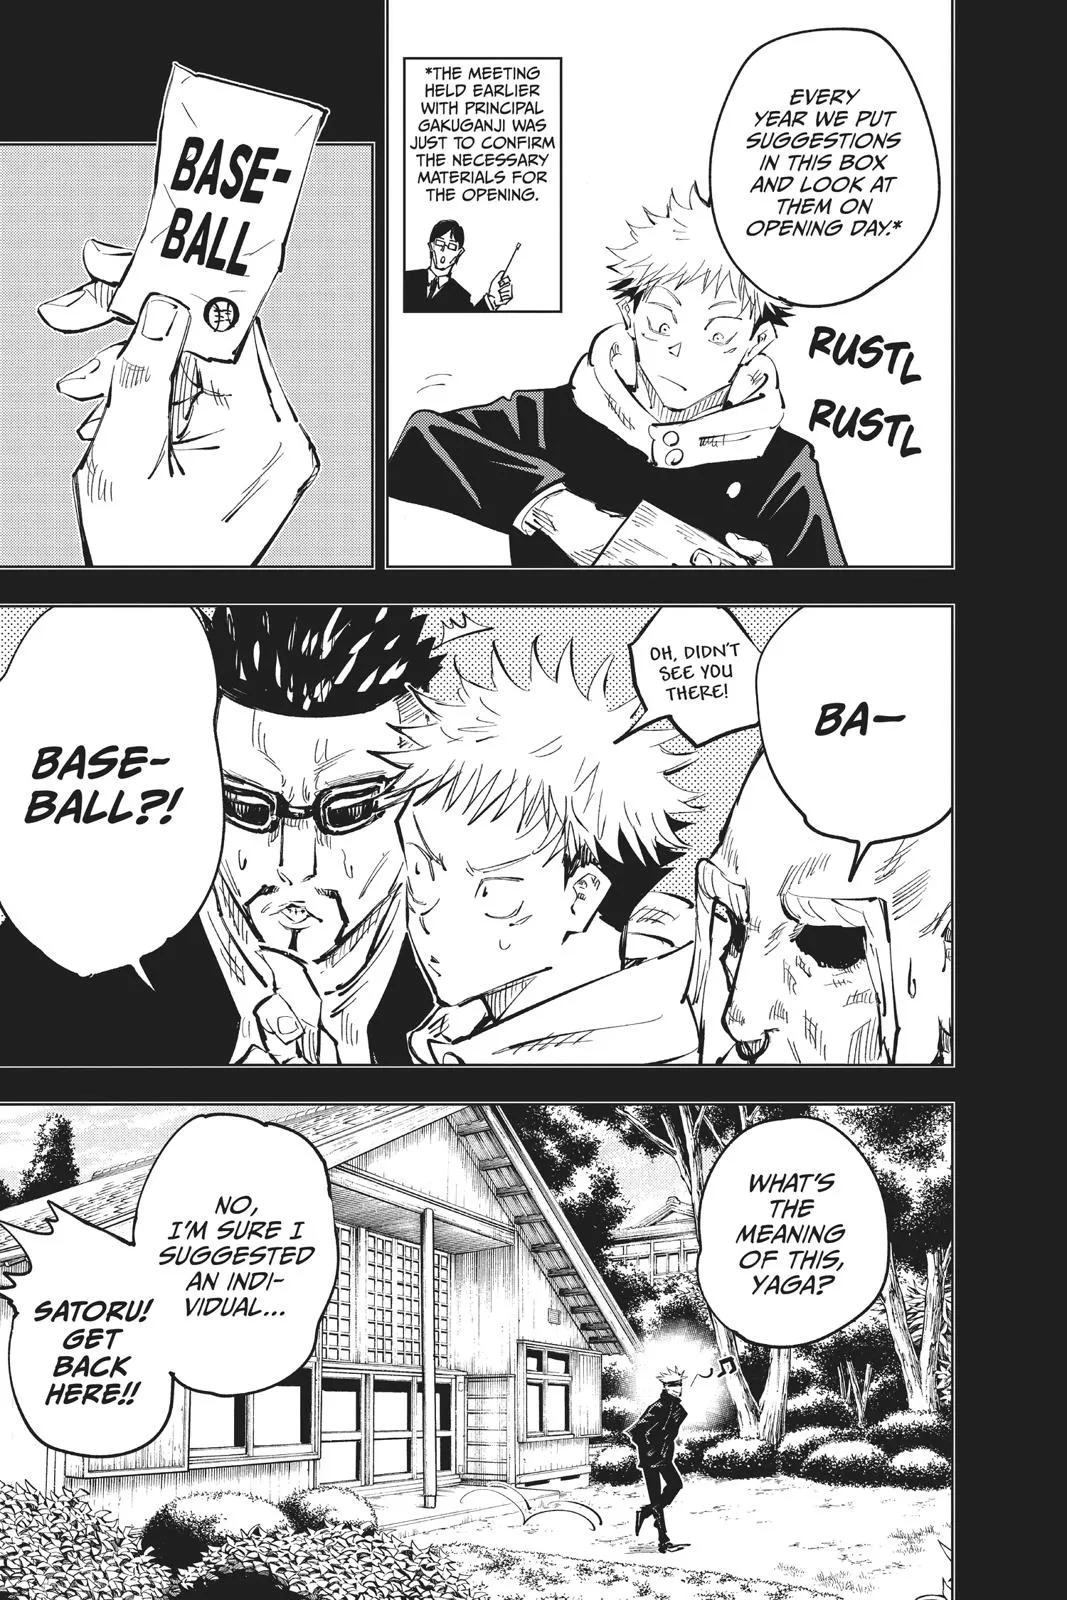 EVERY
YEAR WE PUT
SUGGESTIONS
IN THIS BOX
AND LOOK AT
THEM ON
OPENING DAY.*
*THE MEETING
HELD EARLIER
WITH PRINCIPAL
GAKUGANJI WAS
JUST TO CONFIRM
THE NECESSARY
MATERIALS FOR
THE OPENING.
RUSTL
RUSTL
BASE-
BALL
BA-
OH, DIDN'T
SEE YOU
THERE!
BASE-
BALL?!
WHAT'S
THE
MEANING
OF THIS,
YAGA?
NO,
I'M SURE I
SUGGESTED
AN INDI-
VIDUAL...
SATORU!
GET
BACK
HERE!!